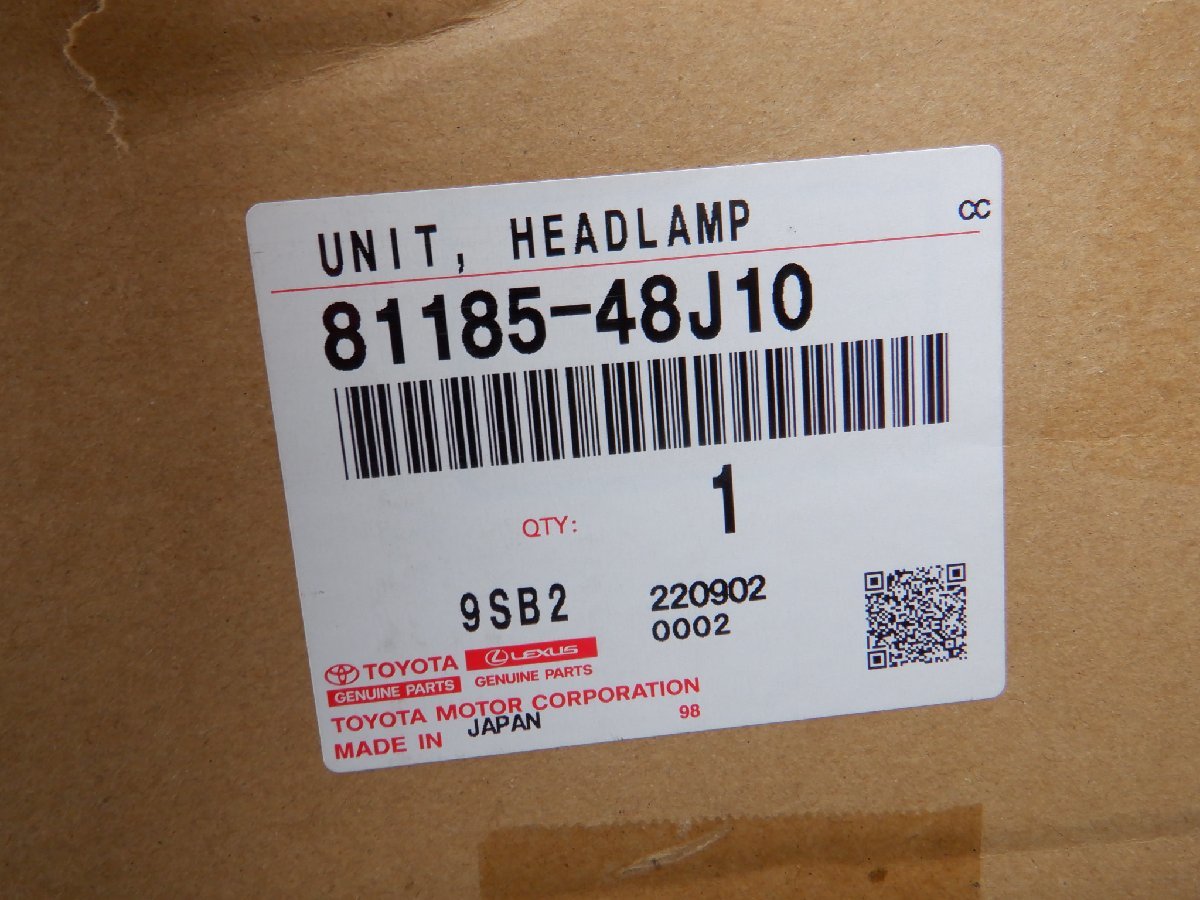 CC
UNIT, HEADLAMP
81185-48J10
QTY: 1
9SB2 220902
0002
TOYOTA LEXUS
GENUINE PARTS GENUINE PARTS
TOYOTA MOTOR CORPORATION
MADE IN JAPAN 98